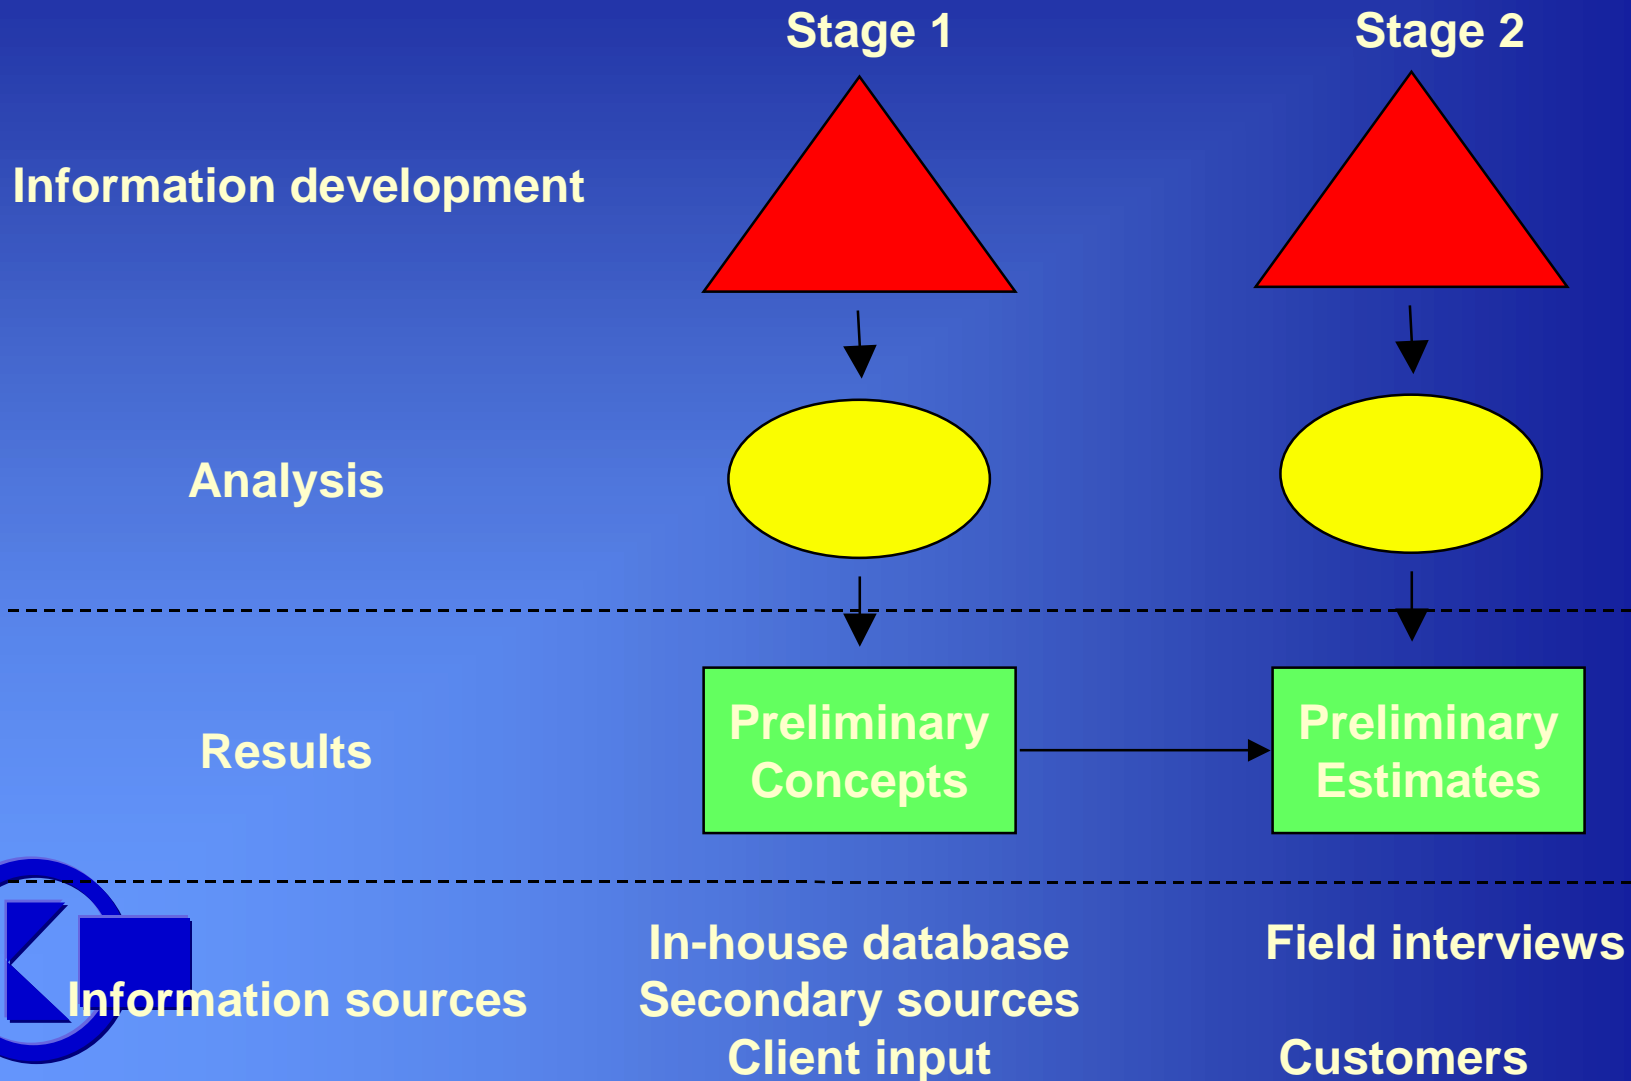 Stage 1
Stage 2
Information development
Analysis
Results
Preliminary
Concepts
Preliminary
Estimates
Information sources
In-house database
Secondary sources
Client input
Field interviews
Customers